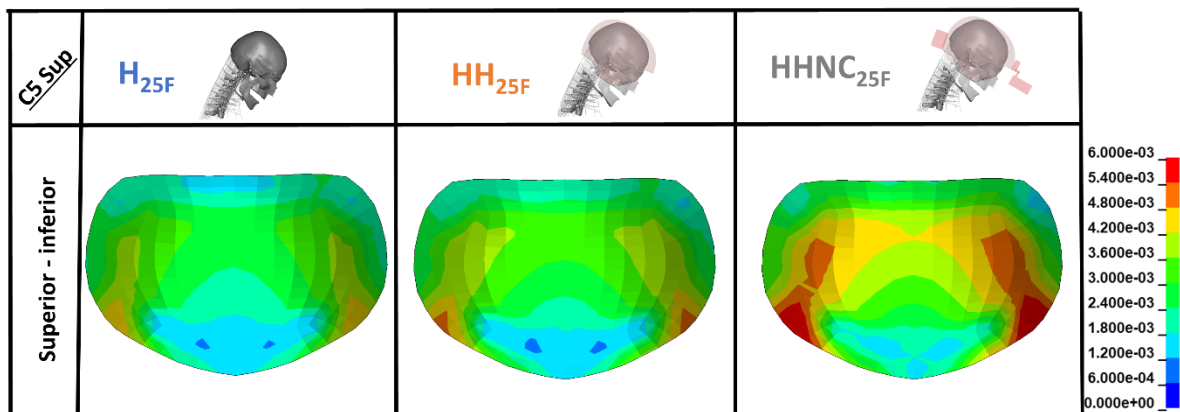 C5 Sup
H25F
HH25F
HHNC25F
Superior - inferior
6.000e-03
5.400e-03
4.800e-03
4.200e-03
3.600e-03
3.000e-03
2.400e-03
1.800e-03
1.200e-03
6.000e-04
0.000e+00